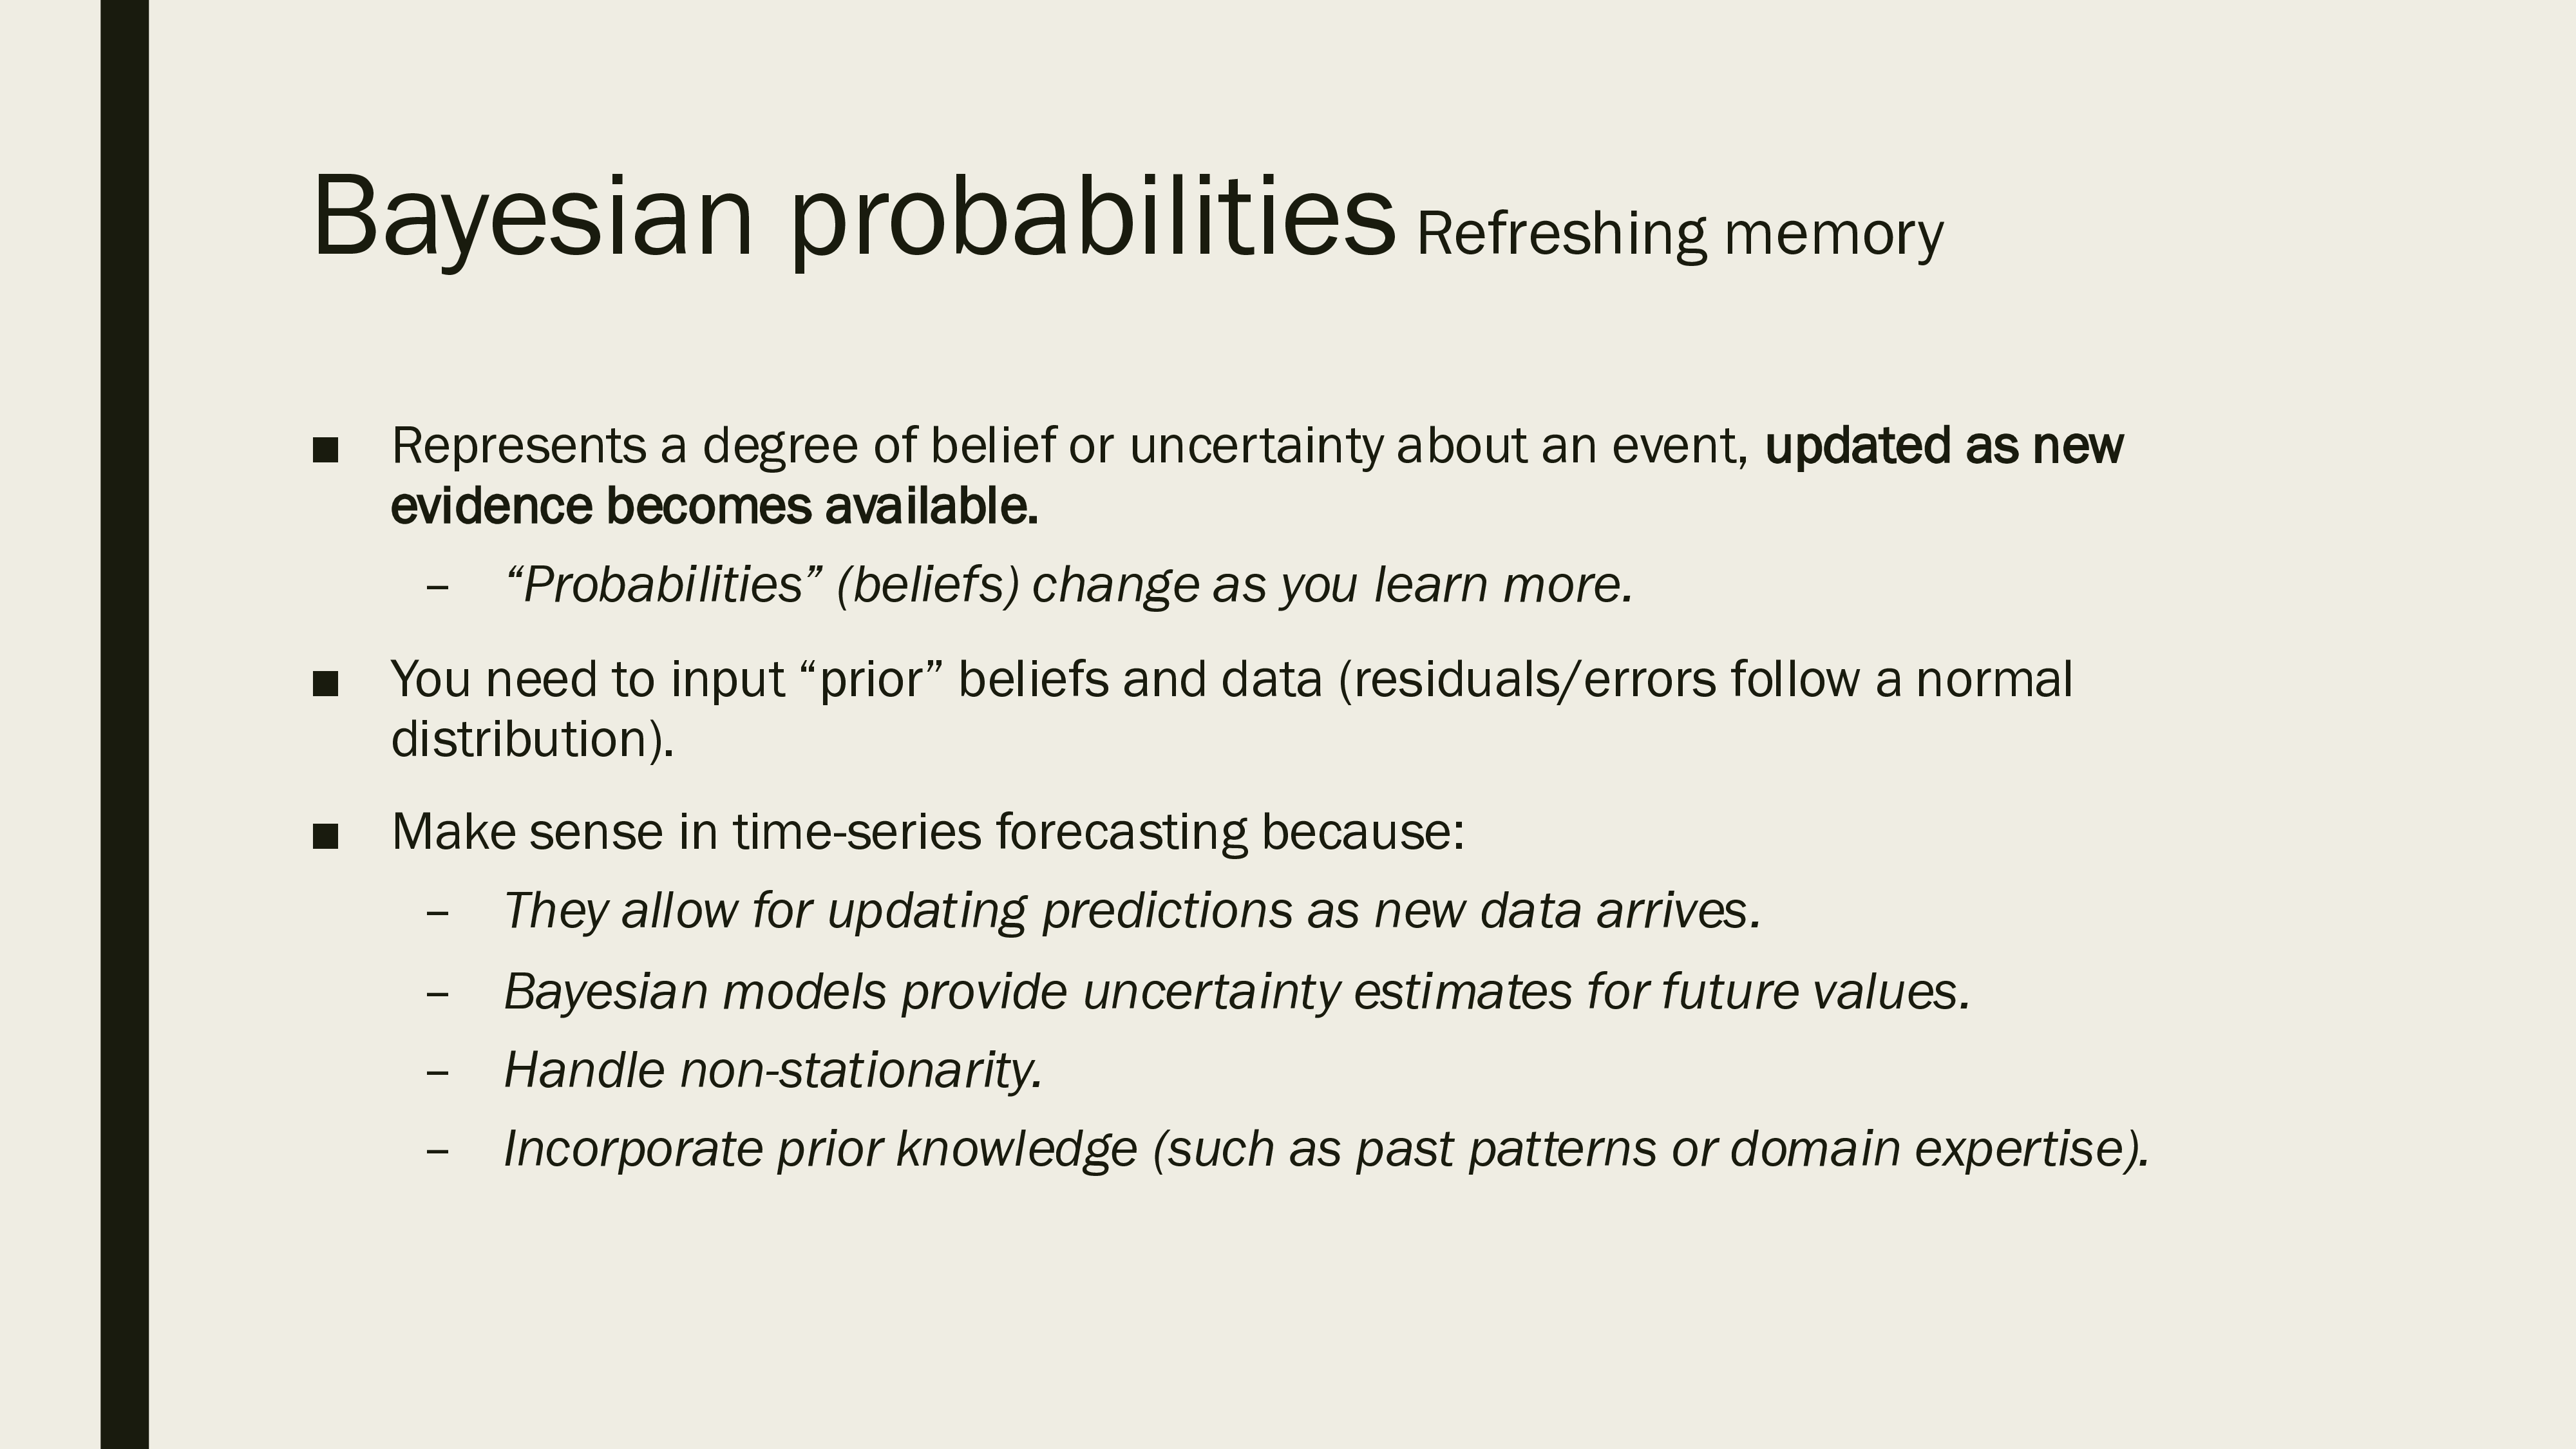 Bayesian probabilities Refreshing memory
■ Represents a degree of belief or uncertainty about an event, updated as new
evidence becomes available.
– “Probabilities” (beliefs) change as you learn more.
■ You need to input “prior” beliefs and data (residuals/errors follow a normal
distribution).
■ Make sense in time-series forecasting because:
– They allow for updating predictions as new data arrives.
– Bayesian models provide uncertainty estimates for future values.
– Handle non-stationarity.
– Incorporate prior knowledge (such as past patterns or domain expertise).